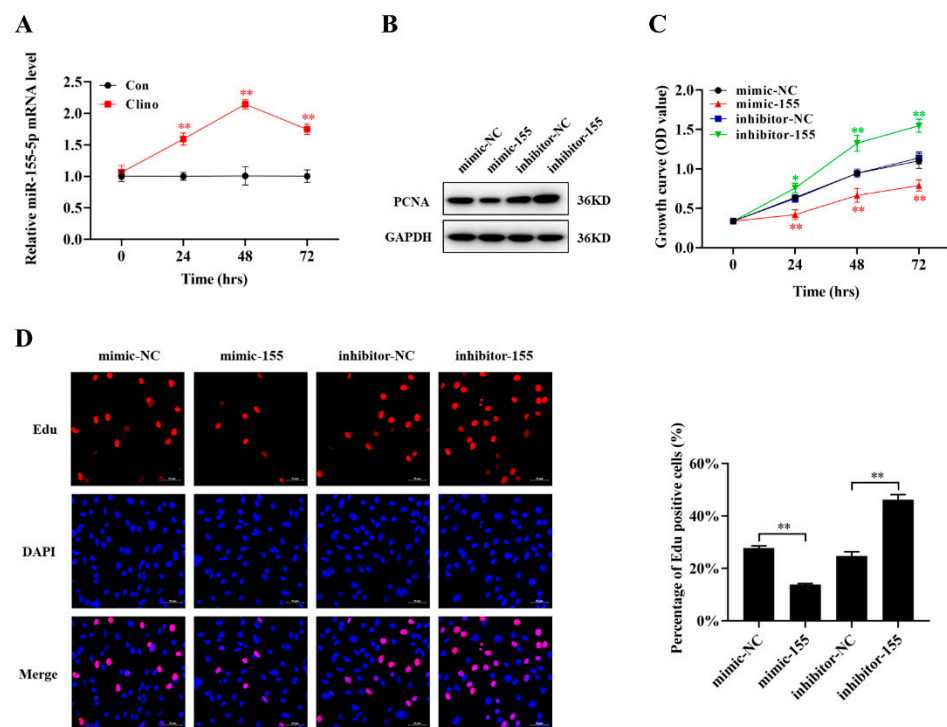 A
Relative miR-155-5p mRNA level
2.5
2.0
1.5
1.0
0.5
0.0
Con
Clino
**
**
**
0
24
48
72
Time (hrs)
B
mimic-NC
mimic-155
inhibitor-NC
inhibitor-155
PCNA
36KD
GAPDH
36KD
C
Growth curve (OD value)
2.0
1.5
1.0
0.5
0.0
mimic-NC
mimic-155
inhibitor-NC
inhibitor-155
*
**
**
**
**
**
0
24
48
72
Time (hrs)
D
mimic-NC
mimic-155
inhibitor-NC
inhibitor-155
Edu
DAPI
Merge
Percentage of Edu positive cells (%)
60%
40%
20%
0%
**
**
mimic-NC
mimic-155
inhibitor-NC
inhibitor-155